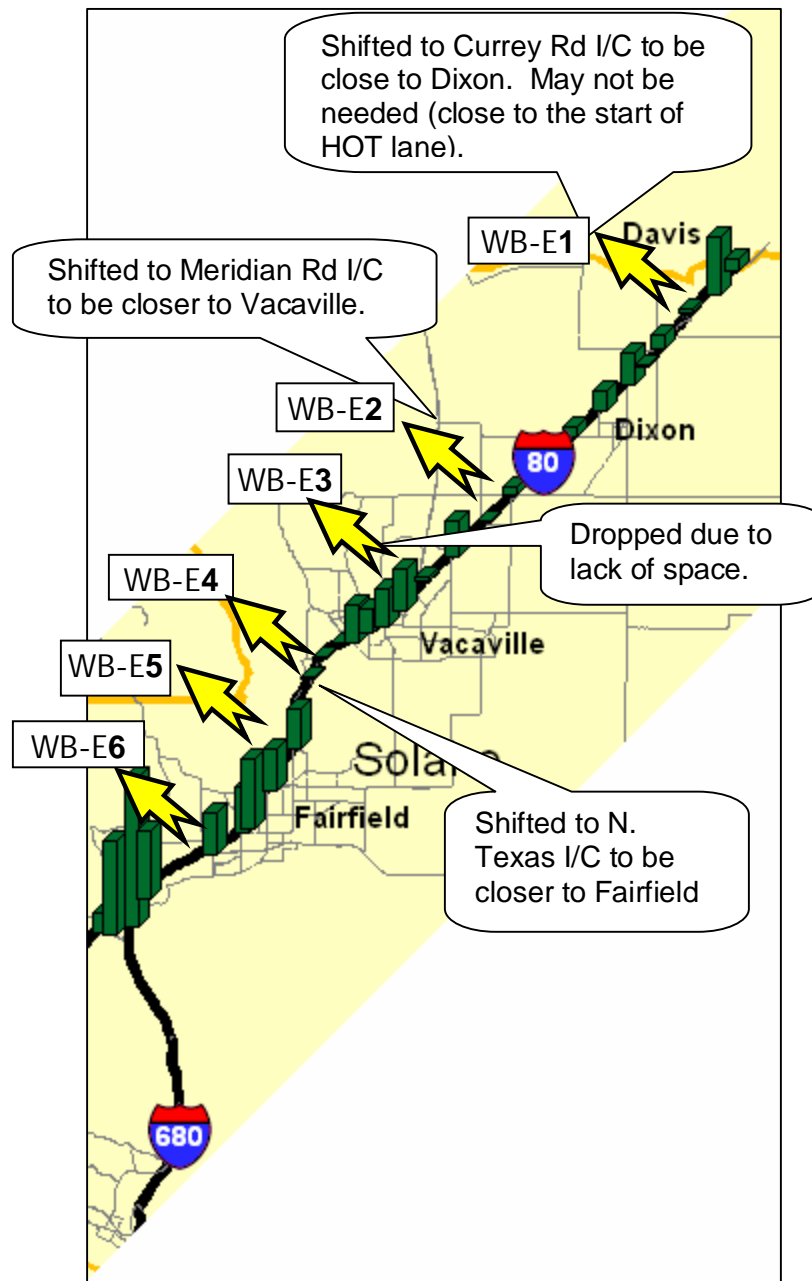 Shifted to Currey Rd I/C to be
close to Dixon.  May not be
needed (close to the start of
HOT lane).
WB-E1
Davis
Shifted to Meridian Rd I/C
to be closer to Vacaville.
WB-E2
Dixon
80
WB-E3
Dropped due to
lack of space.
WB-E4
Vacaville
WB-E5
WB-E6
Fairfield
Shifted to N.
Texas I/C to be
closer to Fairfield
680